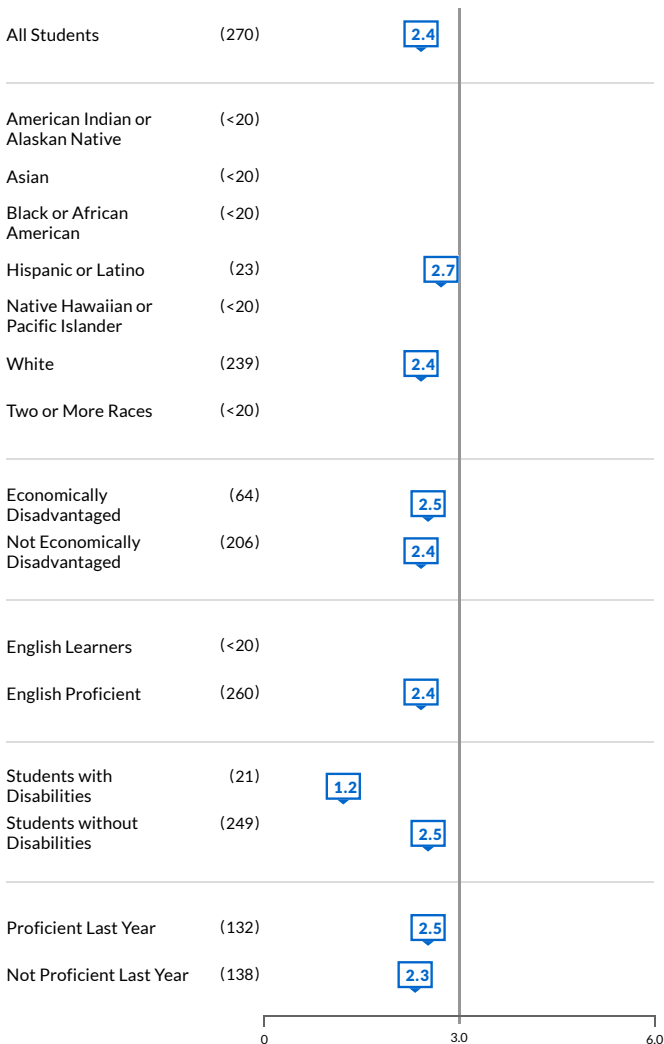 All Students (270) 2.4
American Indian or (<20)
Alaskan Native
Asian (<20)
Black or African (<20)
American
Hispanic or Latino (23) 2.7
Native Hawaiian or (<20)
Pacific Islander
White (239) 2.4
Two or More Races (<20)
Economically (64) 2.5
Disadvantaged
Not Economically (206) 2.4
Disadvantaged
English Learners (<20)
English Proficient (260) 2.4
Students with (21) 1.2
Disabilities
Students without (249) 2.5
Disabilities
Proficient Last Year (132) 2.5
Not Proficient Last Year (138) 2.3
0 3.0 6.0